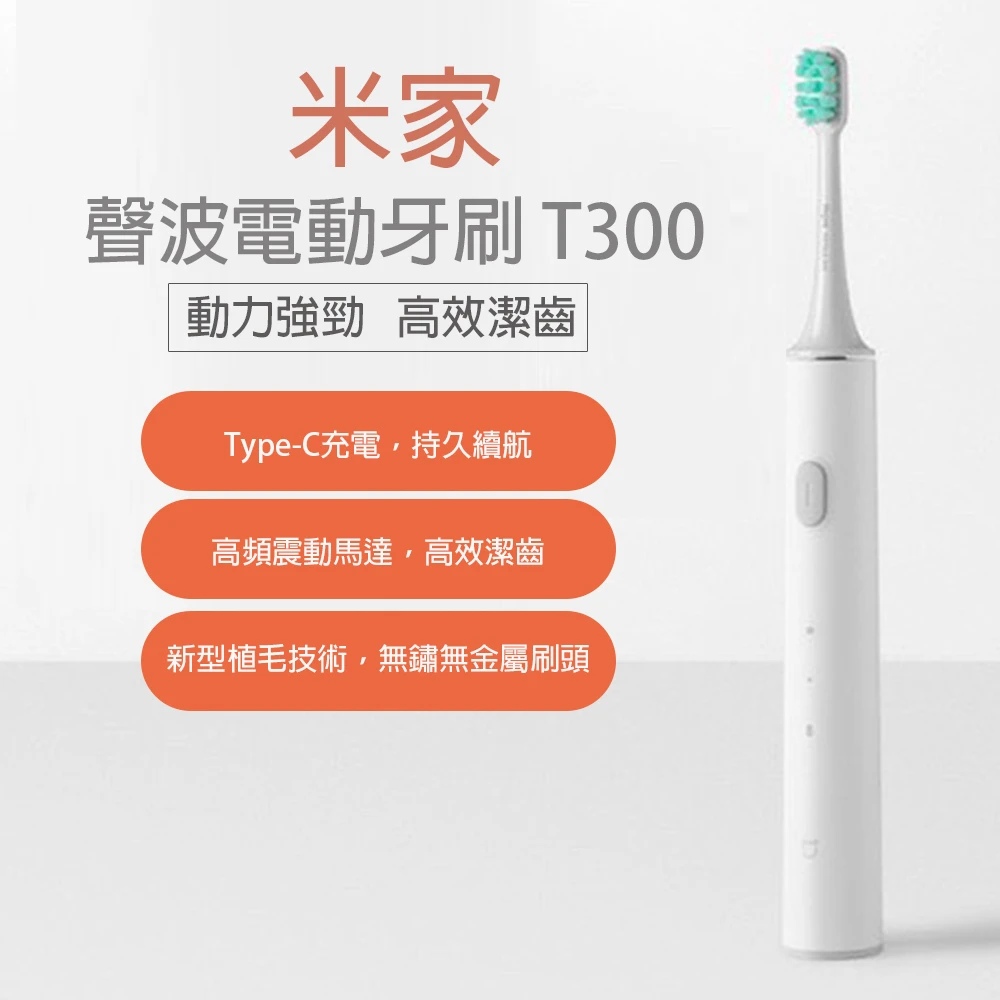 米家
聲波電動牙刷 T300
動力強勁 高效潔齒
Type-C充電，持久續航
高頻震動馬達，高效潔齒
新型植毛技術，無鏽無金屬刷頭